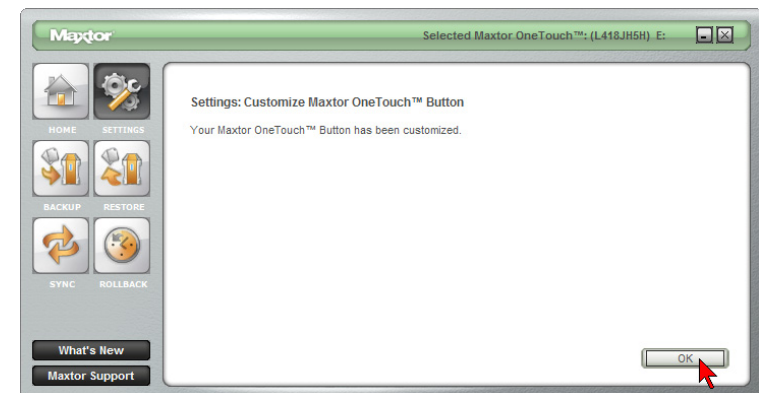 Maxtor
Selected Maxtor OneTouch™: (L418JH5H) E:
HOME SETTINGS
BACKUP RESTORE
SYNC ROLLBACK
What's New
Maxtor Support
Settings: Customize Maxtor OneTouch™ Button
Your Maxtor OneTouch™ Button has been customized.
OK